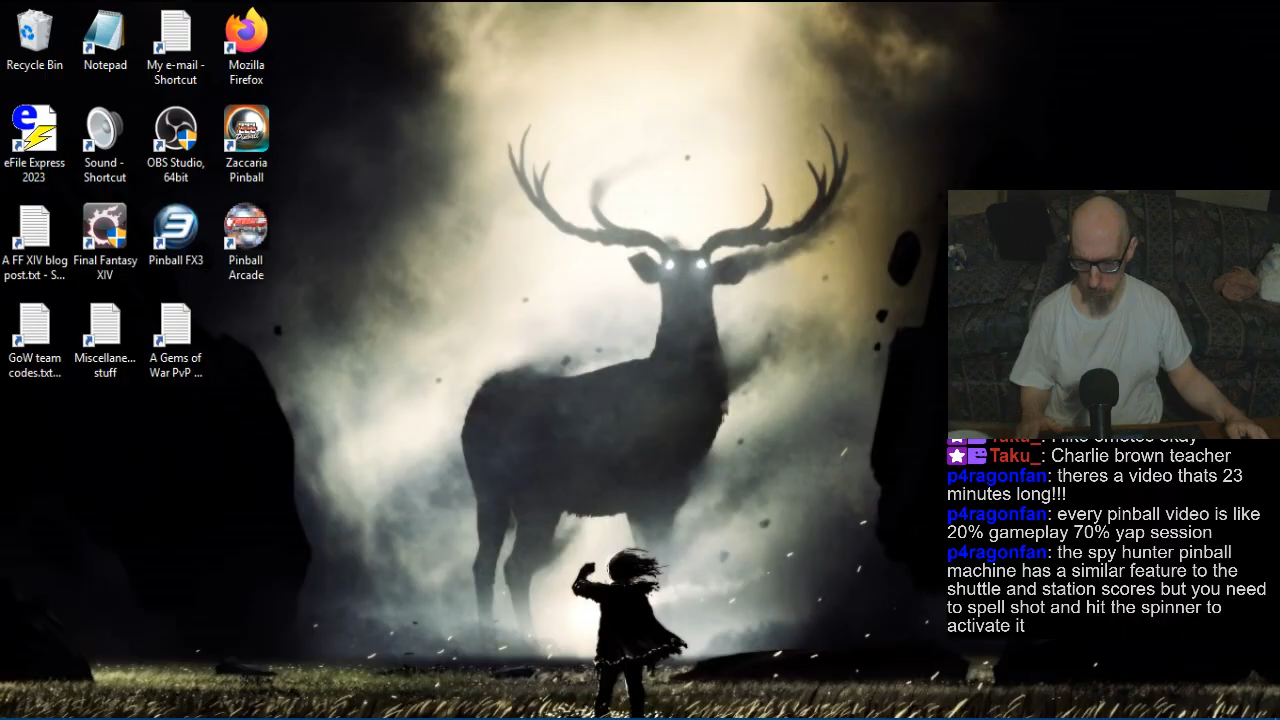 Recycle Bin
Notepad
My e-mail -
Shortcut
Mozilla
Firefox
eFile Express
2023
Sound -
Shortcut
OBS Studio,
64bit
Zaccaria
Pinball
A FF XIV blog
post.txt - S...
Final Fantasy
XIV
Pinball FX3
Pinball
Arcade
GoW team
codes.txt...
Miscellane...
stuff
A Gems of
War PvP ...
Taku_: Charlie brown teacher
p4ragonfan: theres a video thats 23
minutes long!!!
p4ragonfan: every pinball video is like
20% gameplay 70% yap session
p4ragonfan: the spy hunter pinball
machine has a similar feature to the
shuttle and station scores but you need
to spell shot and hit the spinner to
activate it